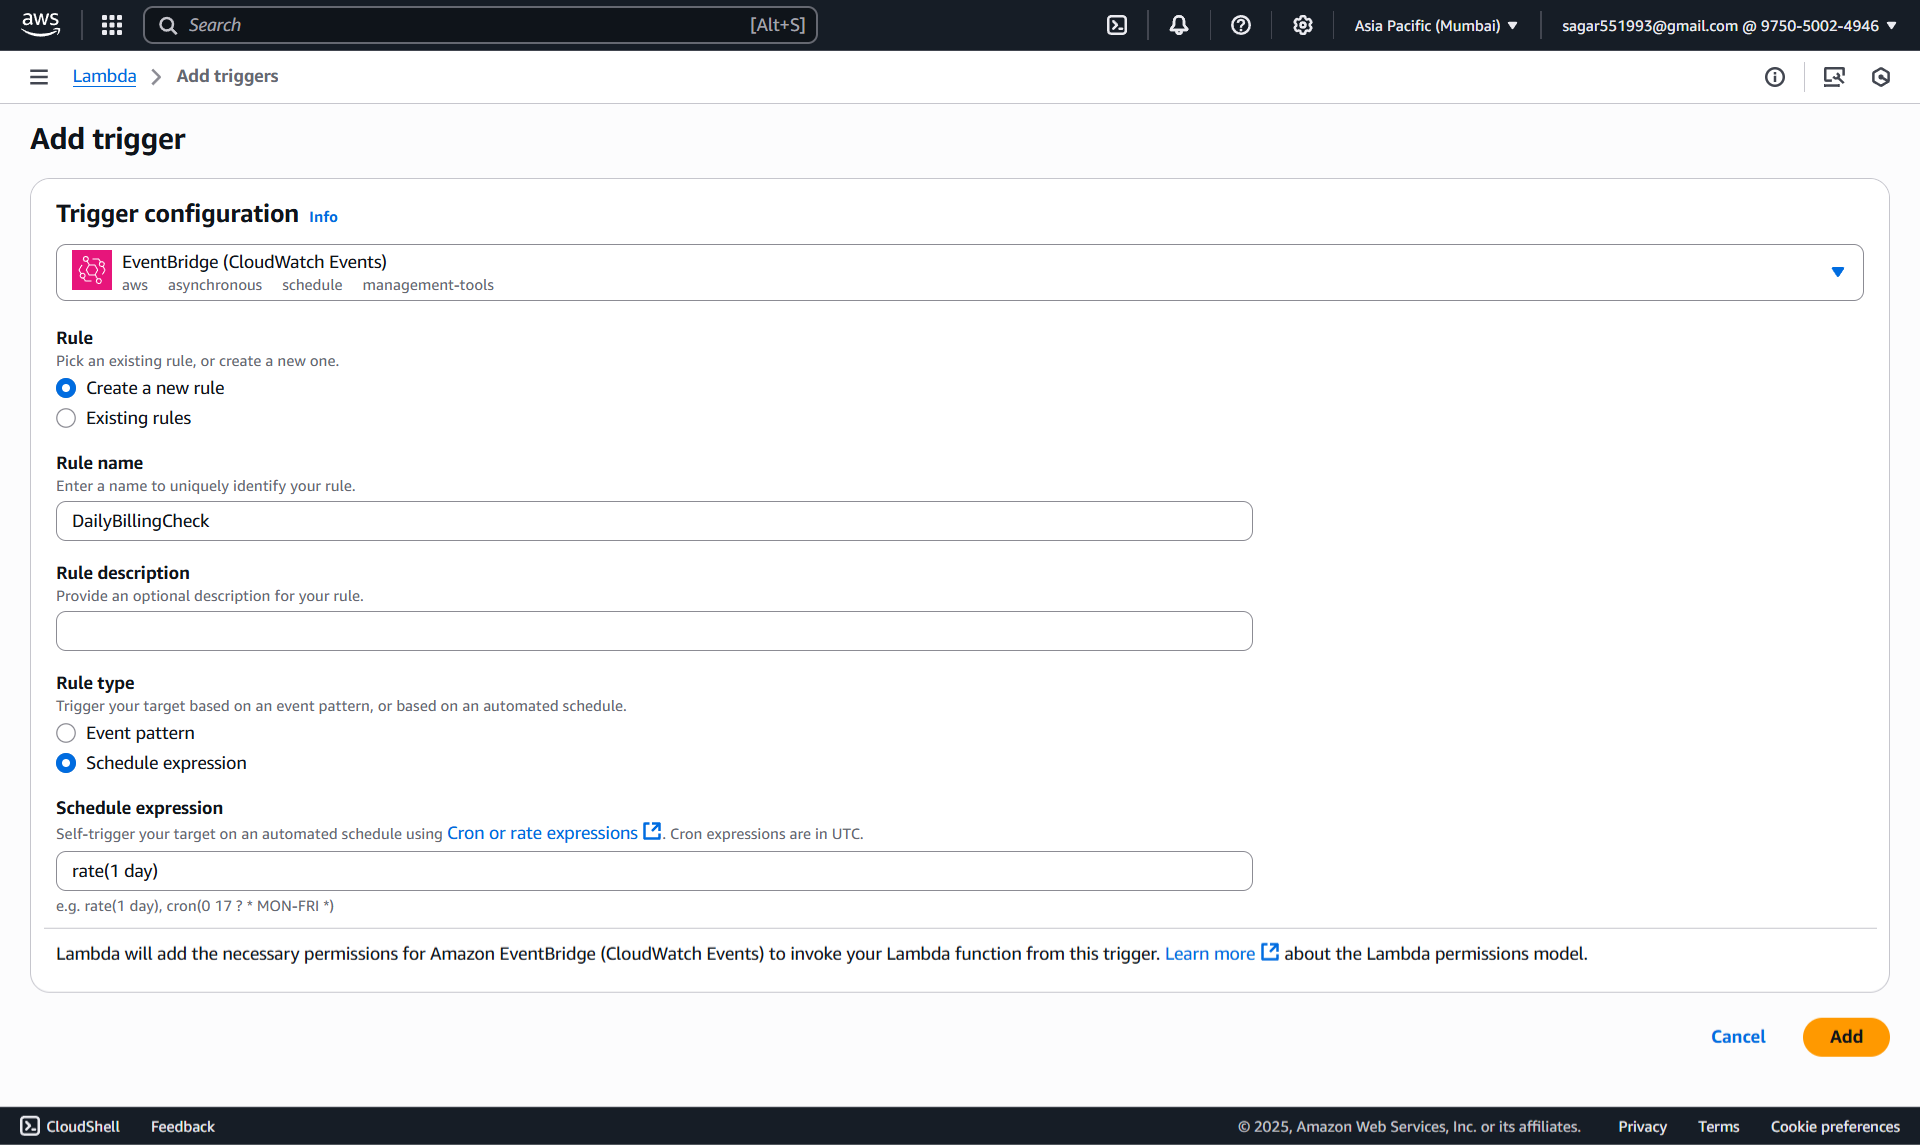 aws
Search [Alt+S]
Asia Pacific (Mumbai) sagar551993@gmail.com @ 9750-5002-4946
Lambda Add triggers
Add trigger
Trigger configuration Info
EventBridge (CloudWatch Events)
aws asynchronous schedule management-tools
Rule
Pick an existing rule, or create a new one.
Create a new rule
Existing rules
Rule name
Enter a name to uniquely identify your rule.
DailyBillingCheck
Rule description
Provide an optional description for your rule.
Rule type
Trigger your target based on an event pattern, or based on an automated schedule.
Event pattern
Schedule expression
Schedule expression
Self-trigger your target on an automated schedule using Cron or rate expressions. Cron expressions are in UTC.
rate(1 day)
e.g. rate(1 day), cron(0 17 ? * MON-FRI *)
Lambda will add the necessary permissions for Amazon EventBridge (CloudWatch Events) to invoke your Lambda function from this trigger. Learn more about the Lambda permissions model.
Cancel Add
CloudShell Feedback © 2025, Amazon Web Services, Inc. or its affiliates. Privacy Terms Cookie preferences